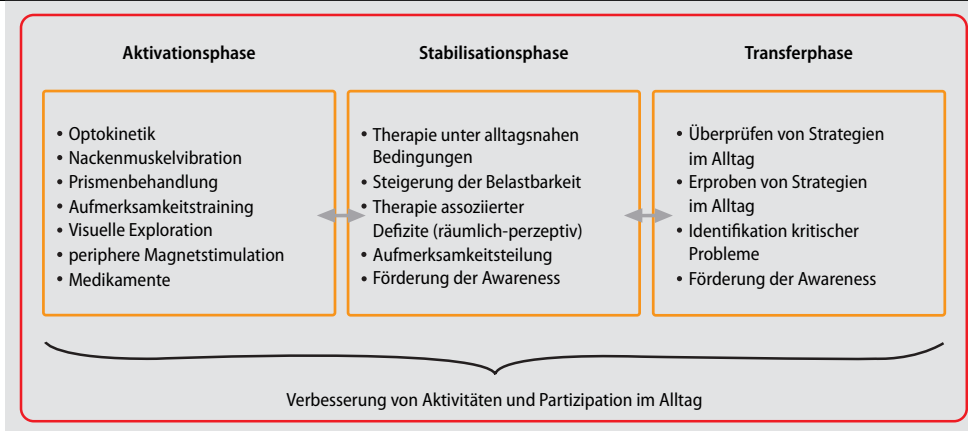 Aktivationsphase
• Optokinetik
• Nackenmuskelvibration
• Prismenbehandlung
• Aufmerksamkeitstraining
• Visuelle Exploration
• periphere Magnetstimulation
• Medikamente
Stabilisationsphase
• Therapie unter alltagsnahen
Bedingungen
• Steigerung der Belastbarkeit
• Therapie assoziierter
Defizite (räumlich-perzeptiv)
• Aufmerksamkeitsteilung
• Förderung der Awareness
Transferphase
• Überprüfen von Strategien
im Alltag
• Erproben von Strategien
im Alltag
• Identifikation kritischer
Probleme
• Förderung der Awareness
Verbesserung von Aktivitäten und Partizipation im Alltag